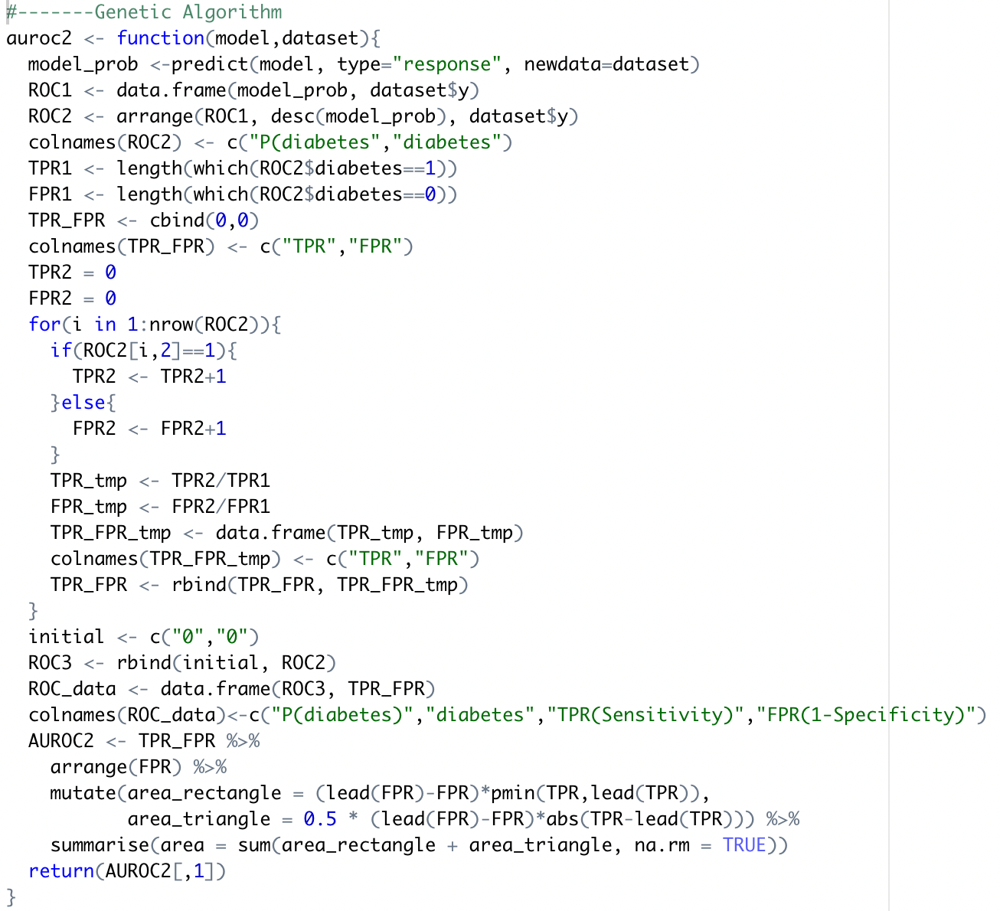 #-------Genetic Algorithm
auroc2 <- function(model,dataset){
  model_prob <-predict(model, type="response", newdata=dataset)
  ROC1 <- data.frame(model_prob, dataset$y)
  ROC2 <- arrange(ROC1, desc(model_prob), dataset$y)
  colnames(ROC2) <- c("P(diabetes","diabetes")
  TPR1 <- length(which(ROC2$diabetes==1))
  FPR1 <- length(which(ROC2$diabetes==0))
  TPR_FPR <- cbind(0,0)
  colnames(TPR_FPR) <- c("TPR","FPR")
  TPR2 = 0
  FPR2 = 0
  for(i in 1:nrow(ROC2)){
    if(ROC2[i,2]==1){
      TPR2 <- TPR2+1
    }else{
      FPR2 <- FPR2+1
    }
    TPR_tmp <- TPR2/TPR1
    FPR_tmp <- FPR2/FPR1
    TPR_FPR_tmp <- data.frame(TPR_tmp, FPR_tmp)
    colnames(TPR_FPR_tmp) <- c("TPR","FPR")
    TPR_FPR <- rbind(TPR_FPR, TPR_FPR_tmp)
  }
  initial <- c("0","0")
  ROC3 <- rbind(initial, ROC2)
  ROC_data <- data.frame(ROC3, TPR_FPR)
  colnames(ROC_data)<-c("P(diabetes)","diabetes","TPR(Sensitivity)","FPR(1-Specificity)")
  AUROC2 <- TPR_FPR %>%
    arrange(FPR) %>%
    mutate(area_rectangle = (lead(FPR)-FPR)*pmin(TPR,lead(TPR)),
           area_triangle = 0.5 * (lead(FPR)-FPR)*abs(TPR-lead(TPR))) %>%
    summarise(area = sum(area_rectangle + area_triangle, na.rm = TRUE))
  return(AUROC2[,1])
}